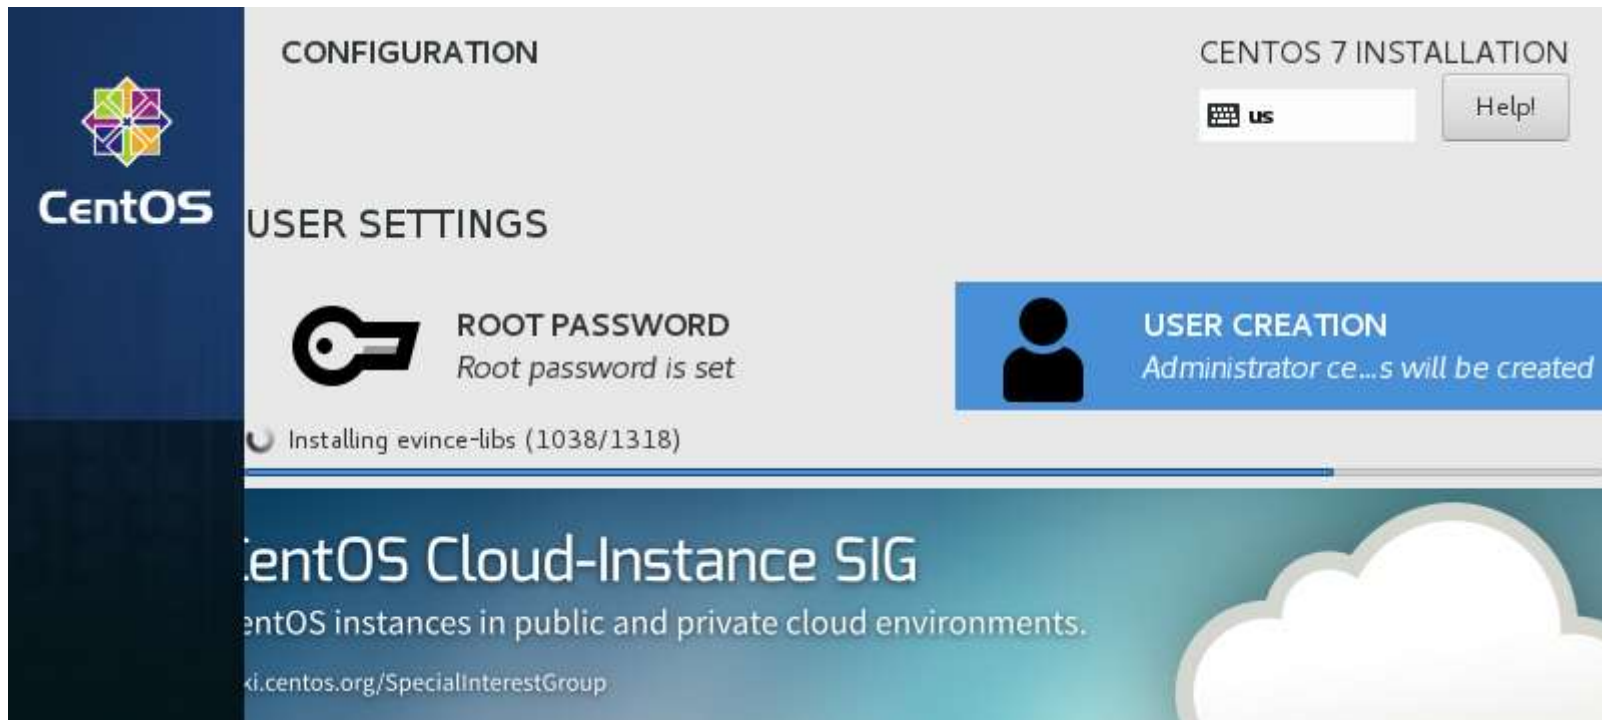 CONFIGURATION
CENTOS 7 INSTALLATION
us
Help!
CentOS
USER SETTINGS
ROOT PASSWORD
Root password is set
USER CREATION
Administrator ce...s will be created
Installing evince-libs (1038/1318)
entOS Cloud-Instance SIG
entOS instances in public and private cloud environments.
ki.centos.org/SpecialInterestGroup